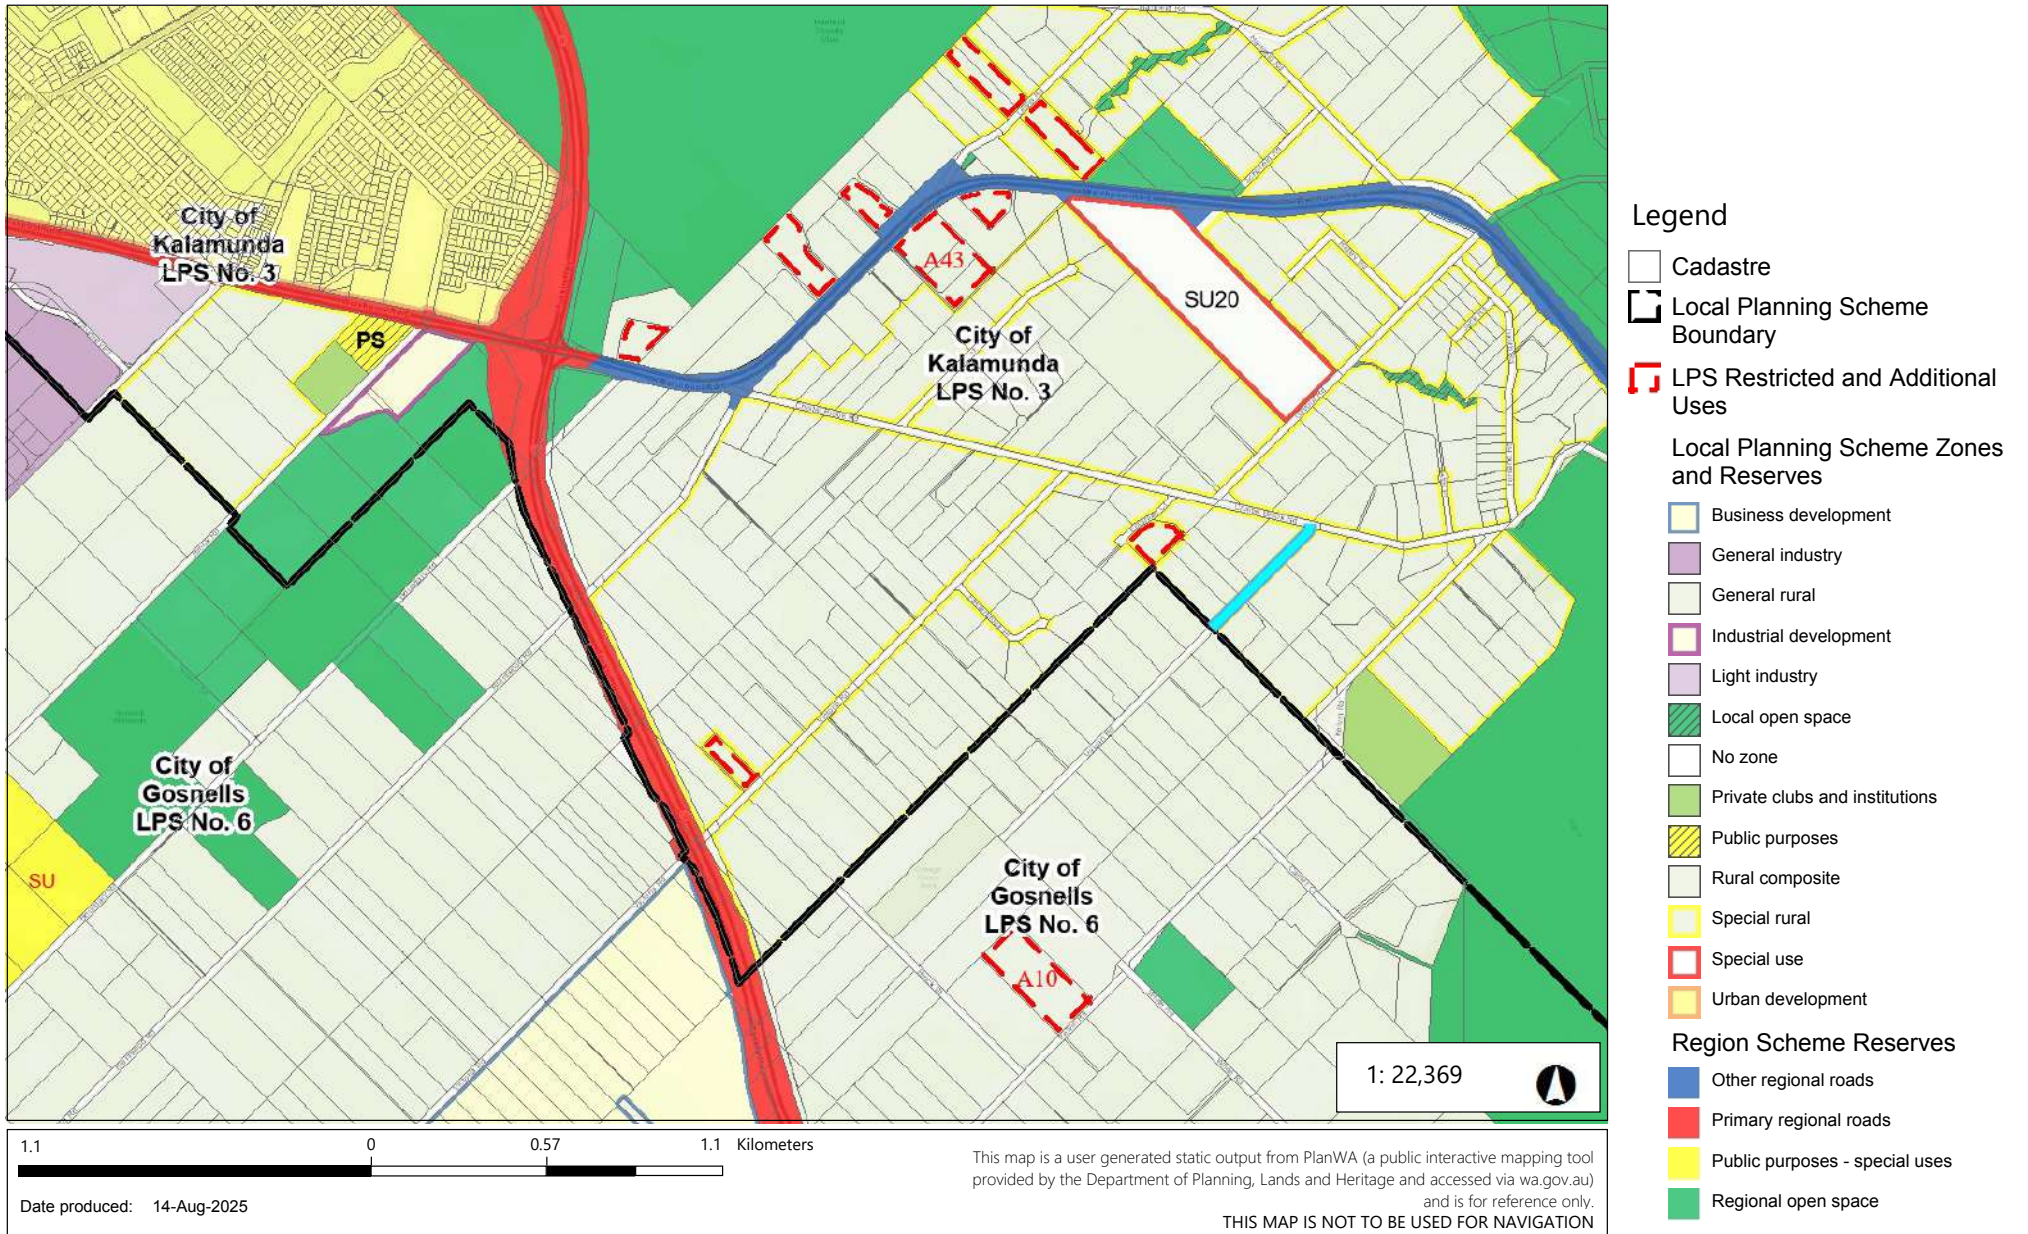 City of
Kalamunda
LPS No. 3
PS
A43
SU20
City of
Kalamunda
LPS No. 3
City of
Gosnells
LPS No. 6
SU
City of
Gosnells
LPS No. 6
A10
1: 22,369
Legend
Cadastre
Local Planning Scheme
Boundary
LPS Restricted and Additional
Uses
Local Planning Scheme Zones
and Reserves
Business development
General industry
General rural
Industrial development
Light industry
Local open space
No zone
Private clubs and institutions
Public purposes
Rural composite
Special rural
Special use
Urban development
Region Scheme Reserves
Other regional roads
Primary regional roads
Public purposes - special uses
Regional open space
1.1 0 0.57 1.1 Kilometers
Date produced: 14-Aug-2025
This map is a user generated static output from PlanWA (a public interactive mapping tool
provided by the Department of Planning, Lands and Heritage and accessed via wa.gov.au)
and is for reference only.
THIS MAP IS NOT TO BE USED FOR NAVIGATION